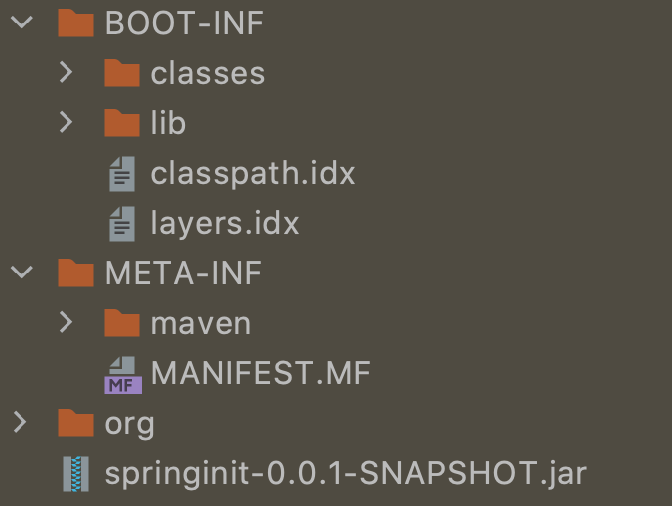 BOOT-INF
classes
lib
classpath.idx
layers.idx
META-INF
maven
MF MANIFEST.MF
org
springinit-0.0.1-SNAPSHOT.jar